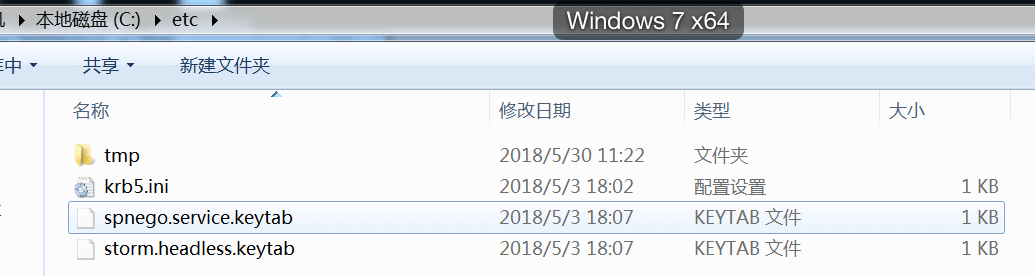 本地磁盘 (C:) ▸ etc ▸
Windows 7 x64
共享 新建文件夹
名称 修改日期 类型 大小
tmp 2018/5/30 11:22 文件夹
krb5.ini 2018/5/3 18:02 配置设置 1 KB
spnego.service.keytab 2018/5/3 18:07 KEYTAB 文件 1 KB
storm.headless.keytab 2018/5/3 18:07 KEYTAB 文件 1 KB